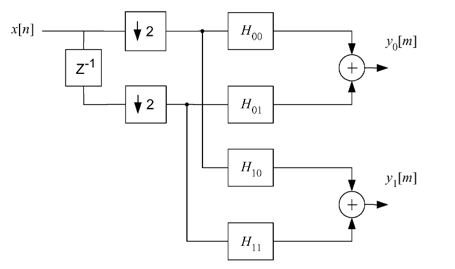 x[n]
↓ 2
H₀₀
y₀[m]
Z⁻¹
+
↓ 2
H₀₁
H₁₀
y₁[m]
+
H₁₁